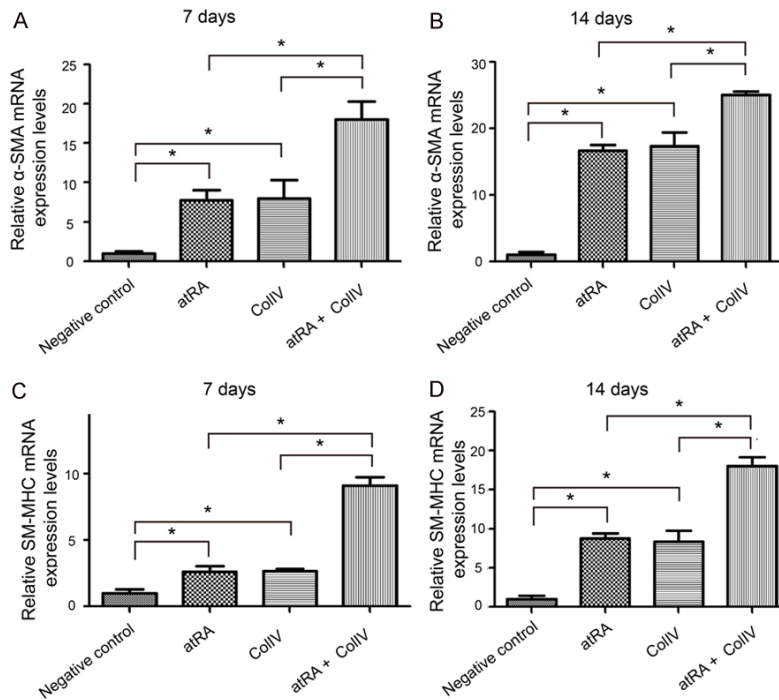 A
7 days
Relative α-SMA mRNA
expression levels
25
20
15
10
5
0
*
*
*
*
Negative control
atRA
ColIV
atRA + ColIV
B
14 days
Relative α-SMA mRNA
expression levels
30
20
10
0
*
*
*
*
Negative control
atRA
ColIV
atRA + ColIV
C
7 days
Relative SM-MHC mRNA
expression levels
10
5
0
*
*
*
*
Negative control
atRA
ColIV
atRA + ColIV
D
14 days
Relative SM-MHC mRNA
expression levels
25
20
15
10
5
0
*
*
*
*
Negative control
atRA
ColIV
atRA + ColIV